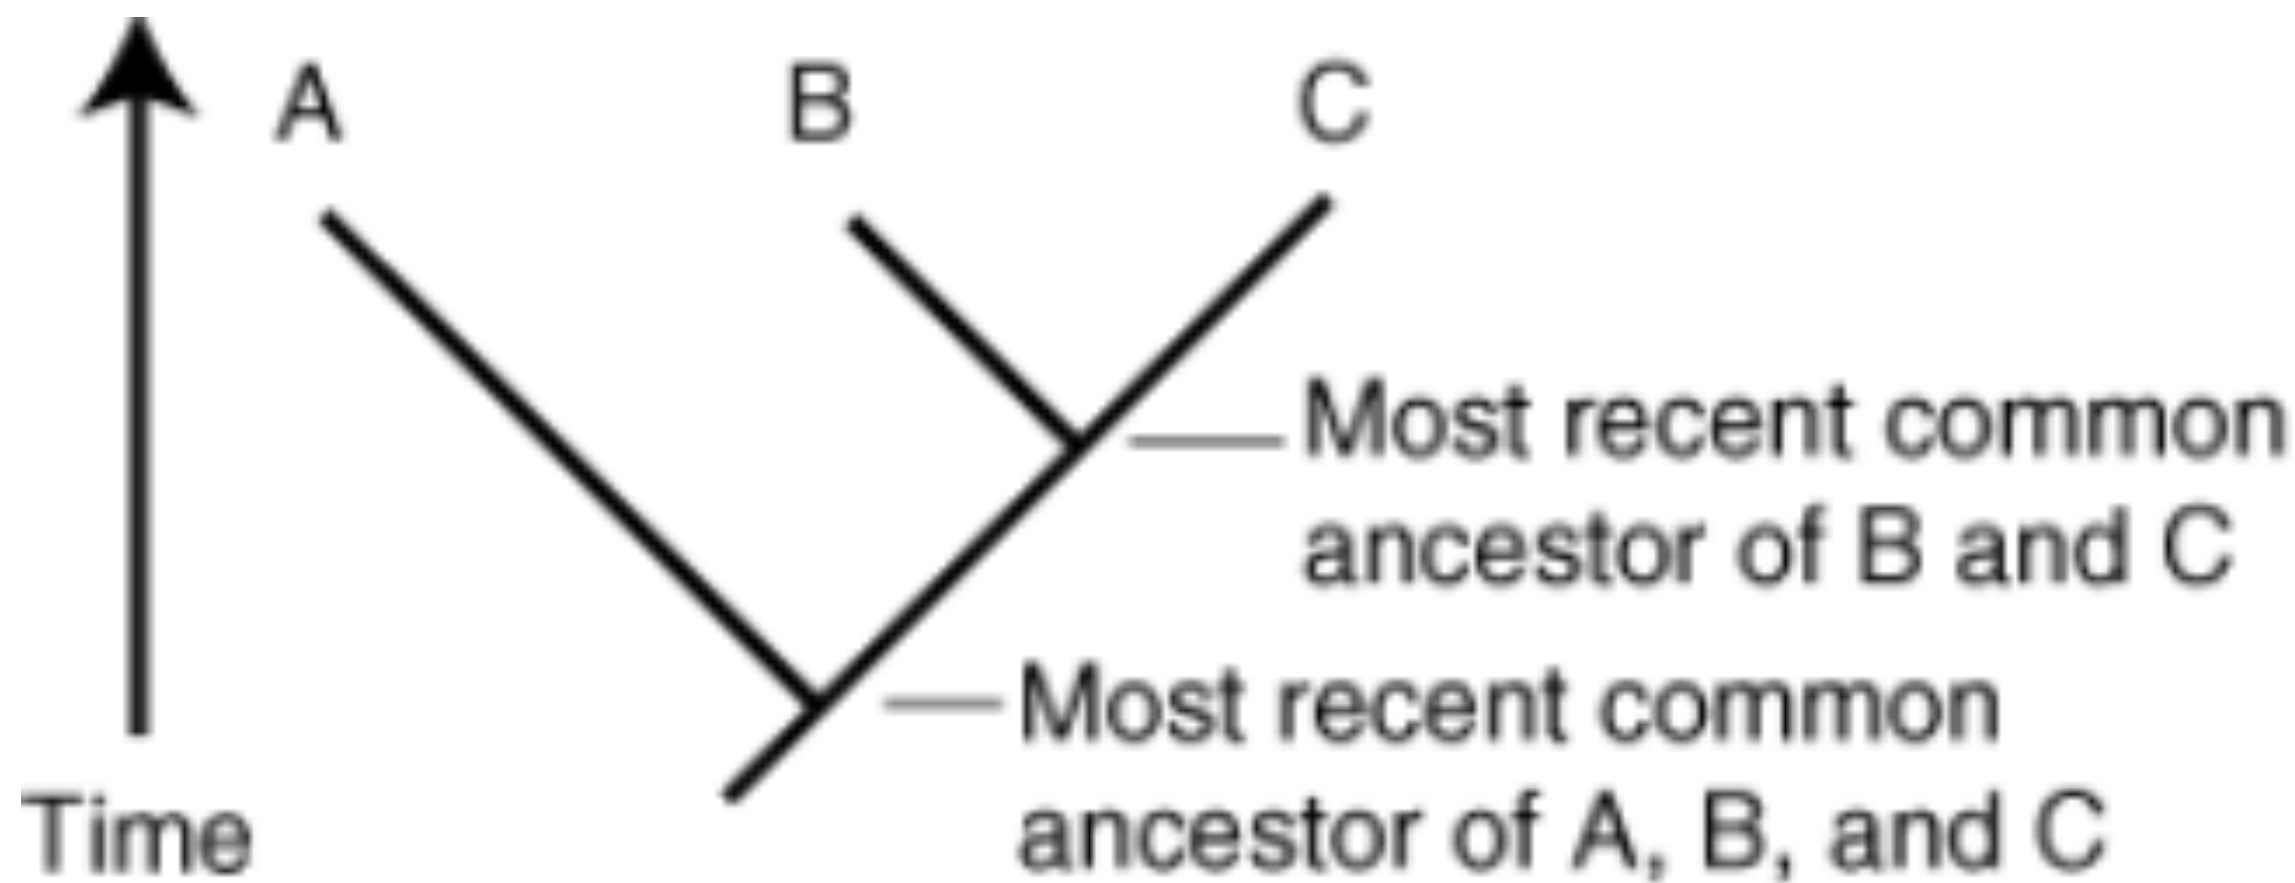 A
B
C
Most recent common
ancestor of B and C
Most recent common
ancestor of A, B, and C
Time